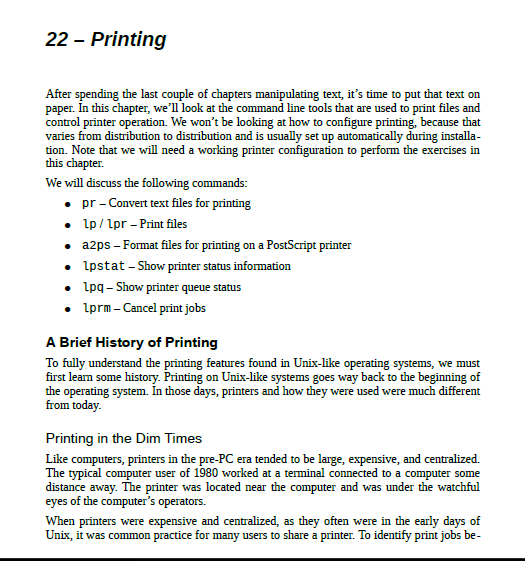 22 – Printing
After spending the last couple of chapters manipulating text, it’s time to put that text on
paper. In this chapter, we’ll look at the command line tools that are used to print files and
control printer operation. We won’t be looking at how to configure printing, because that
varies from distribution to distribution and is usually set up automatically during installa-
tion. Note that we will need a working printer configuration to perform the exercises in
this chapter.
We will discuss the following commands:
● pr – Convert text files for printing
● lp / lpr – Print files
● a2ps – Format files for printing on a PostScript printer
● lpstat – Show printer status information
● lpq – Show printer queue status
● lprm – Cancel print jobs
A Brief History of Printing
To fully understand the printing features found in Unix-like operating systems, we must
first learn some history. Printing on Unix-like systems goes way back to the beginning of
the operating system. In those days, printers and how they were used were much different
from today.
Printing in the Dim Times
Like computers, printers in the pre-PC era tended to be large, expensive, and centralized.
The typical computer user of 1980 worked at a terminal connected to a computer some
distance away. The printer was located near the computer and was under the watchful
eyes of the computer’s operators.
When printers were expensive and centralized, as they often were in the early days of
Unix, it was common practice for many users to share a printer. To identify print jobs be-